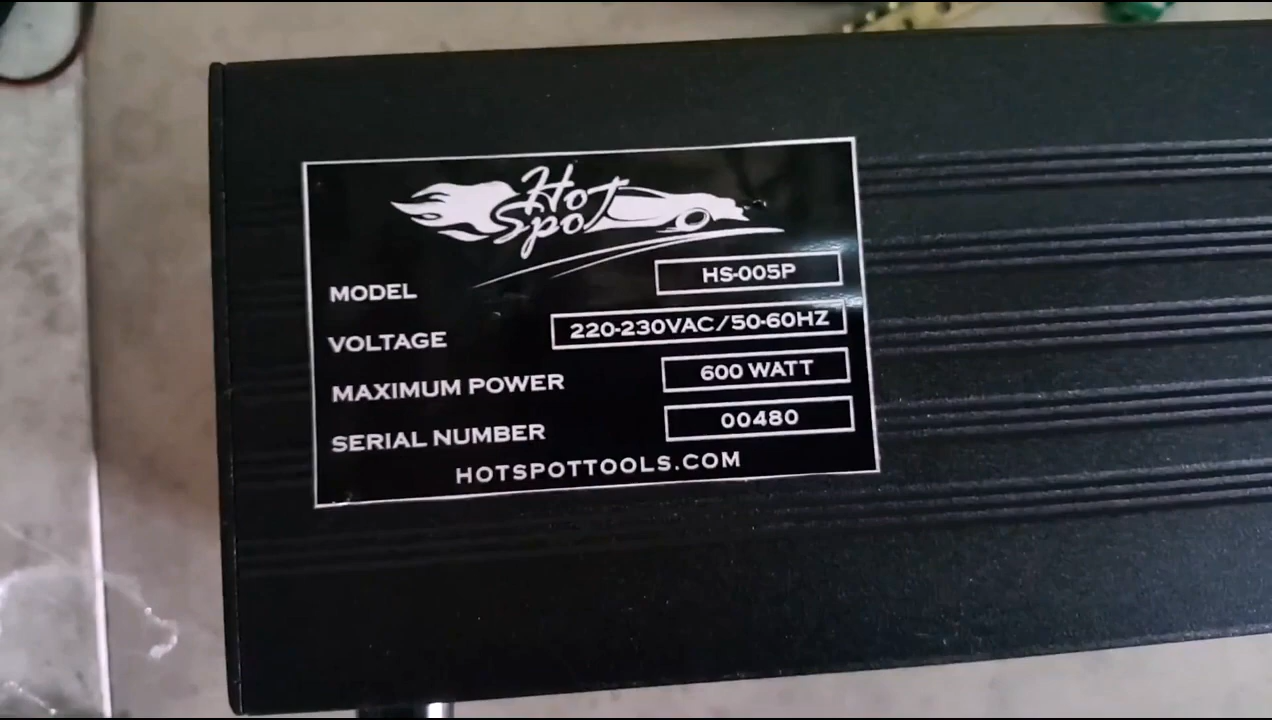 Hot
Spot
MODEL HS-005P
VOLTAGE 220-230VAC/50-60HZ
MAXIMUM POWER 600 WATT
SERIAL NUMBER 00480
HOTSPOTTOOLS.COM